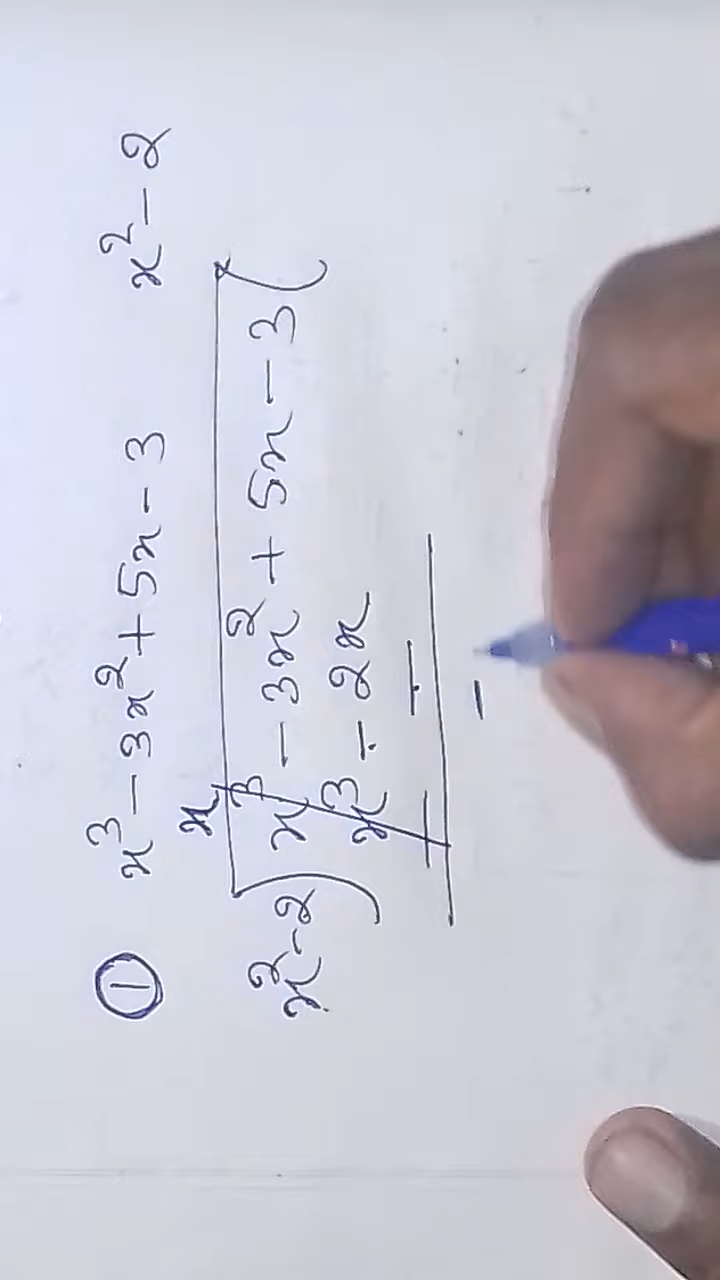 ① x³ - 3x² + 5x - 3 x² - 2
x
x² - 2 ) x³ - 3x² + 5x - 3 (
x³ - 2x
- +
-